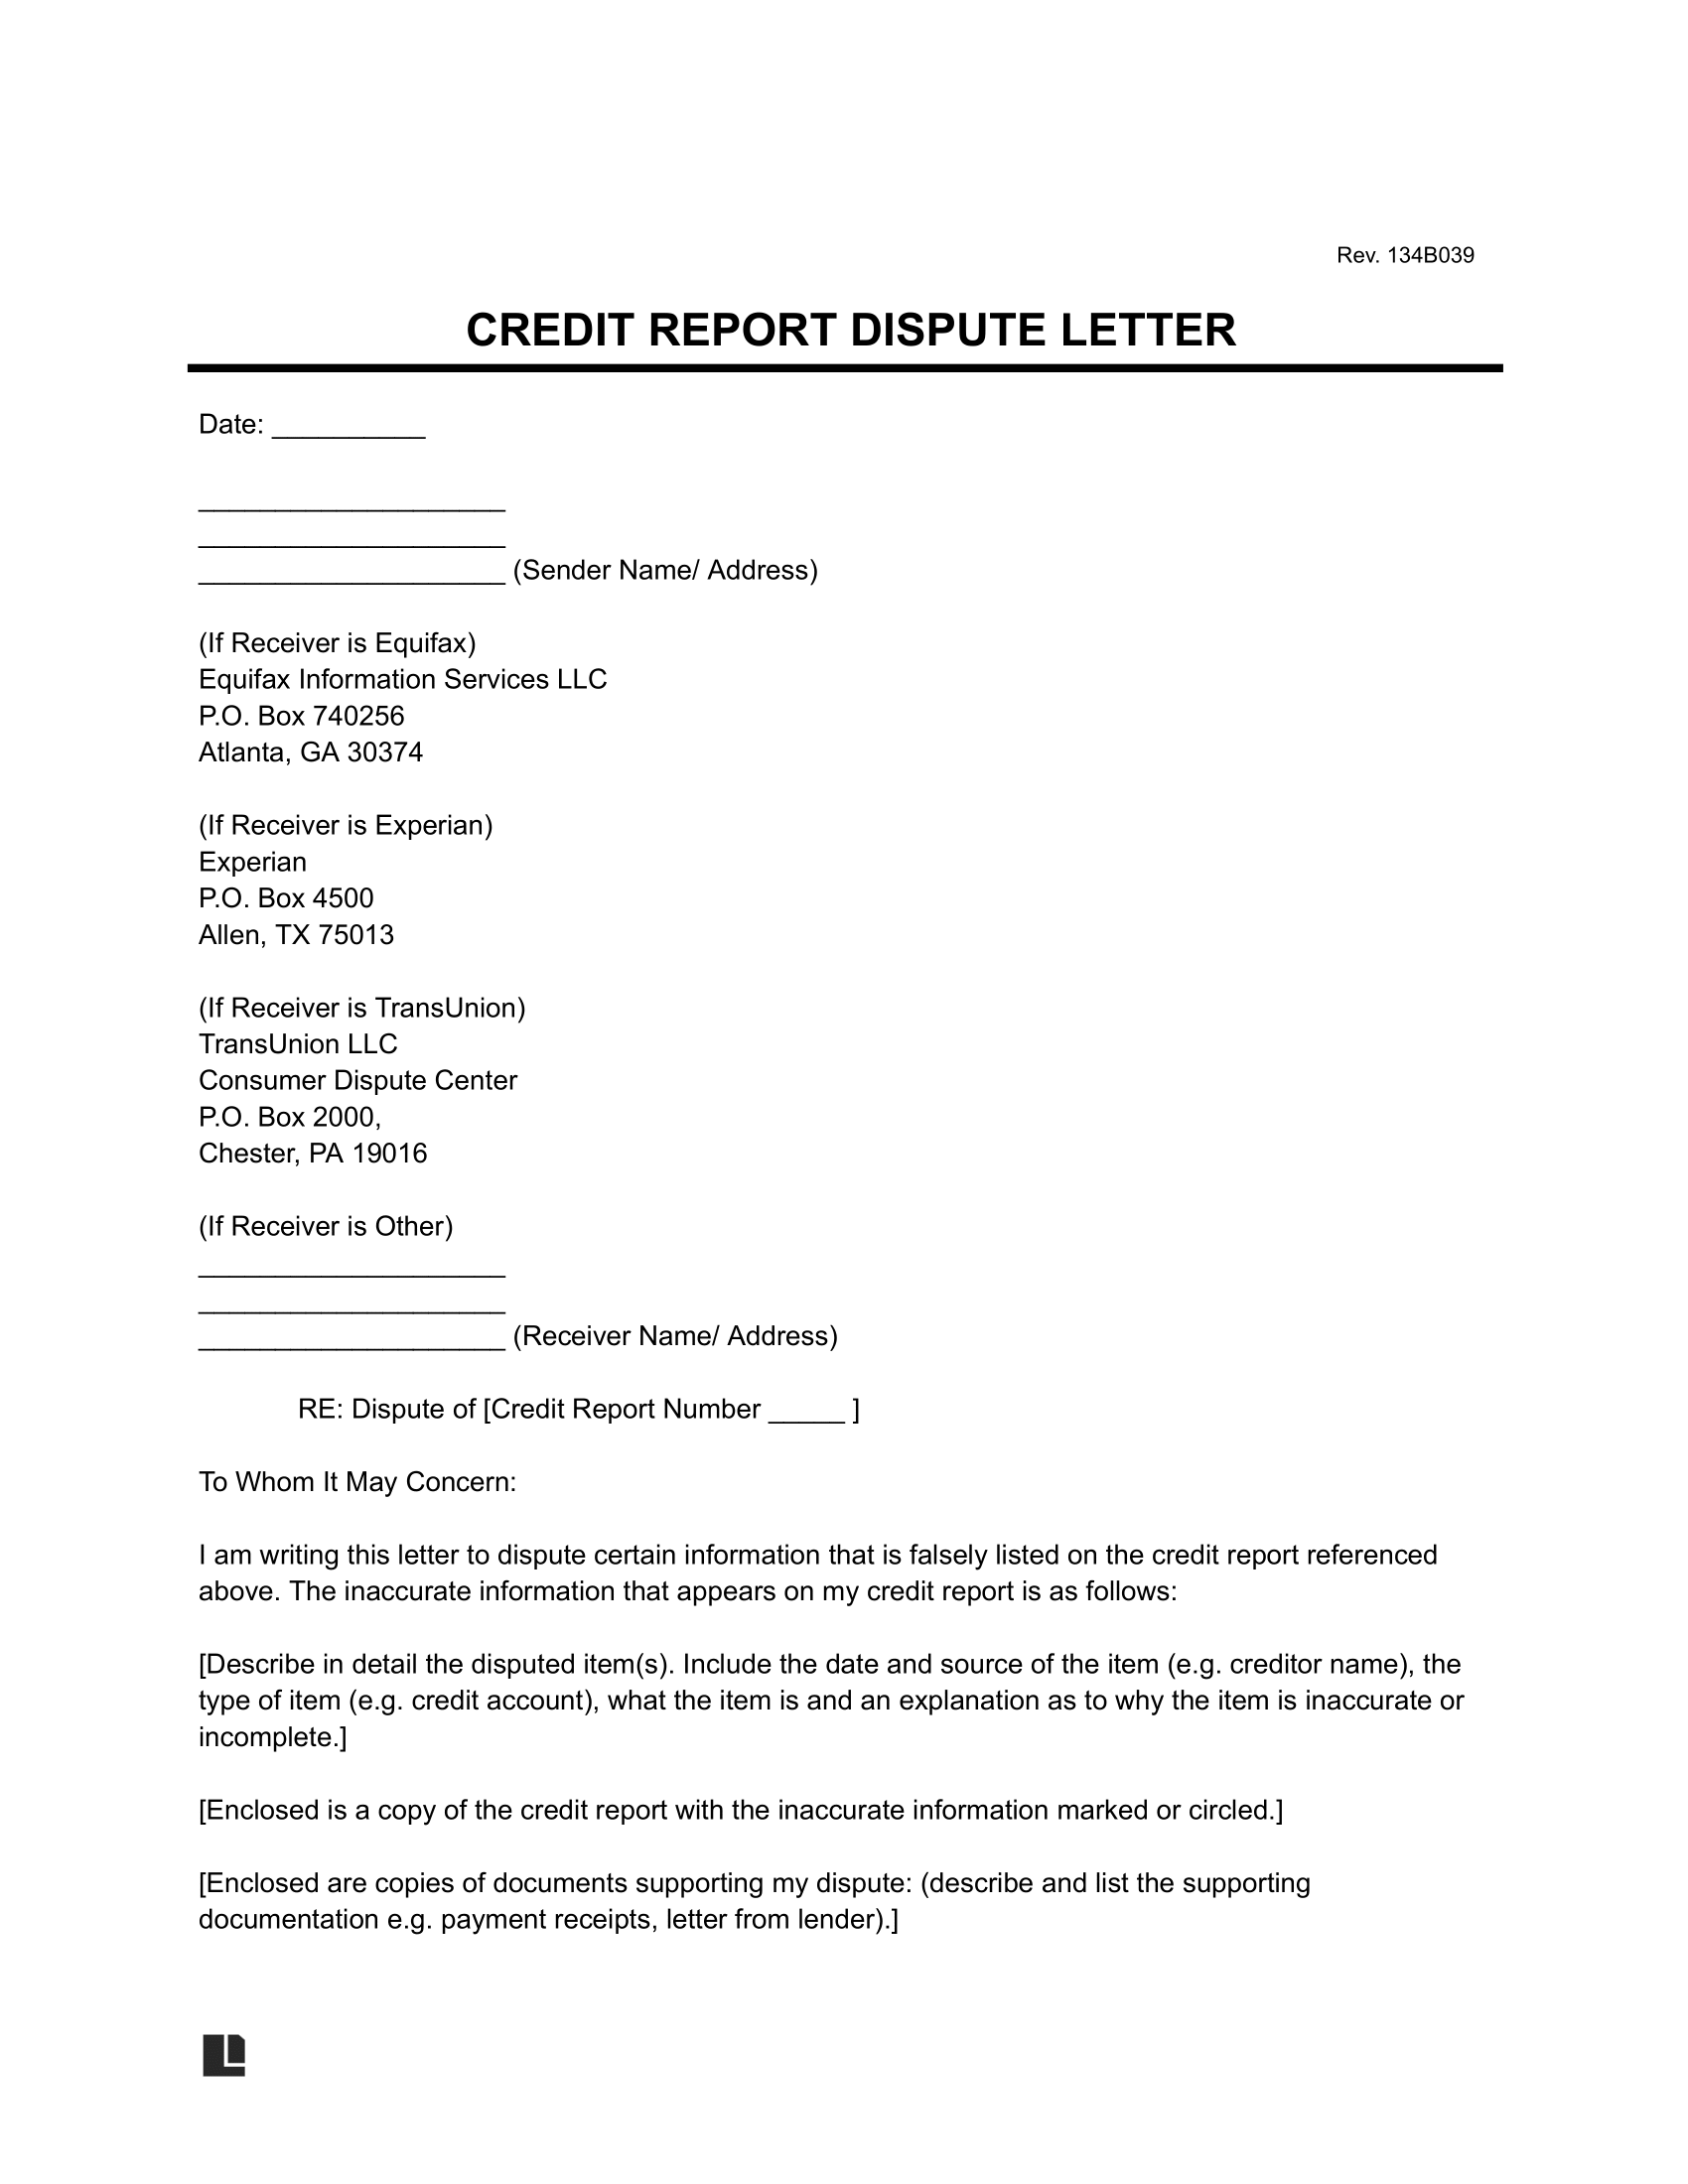 Rev. 134B039
CREDIT REPORT DISPUTE LETTER
Date: __________
____________________
____________________
____________________ (Sender Name/ Address)
(If Receiver is Equifax)
Equifax Information Services LLC
P.O. Box 740256
Atlanta, GA 30374
(If Receiver is Experian)
Experian
P.O. Box 4500
Allen, TX 75013
(If Receiver is TransUnion)
TransUnion LLC
Consumer Dispute Center
P.O. Box 2000,
Chester, PA 19016
(If Receiver is Other)
____________________
____________________
____________________ (Receiver Name/ Address)
RE: Dispute of [Credit Report Number _____ ]
To Whom It May Concern:
I am writing this letter to dispute certain information that is falsely listed on the credit report referenced
above. The inaccurate information that appears on my credit report is as follows:
[Describe in detail the disputed item(s). Include the date and source of the item (e.g. creditor name), the
type of item (e.g. credit account), what the item is and an explanation as to why the item is inaccurate or
incomplete.]
[Enclosed is a copy of the credit report with the inaccurate information marked or circled.]
[Enclosed are copies of documents supporting my dispute: (describe and list the supporting
documentation e.g. payment receipts, letter from lender).]